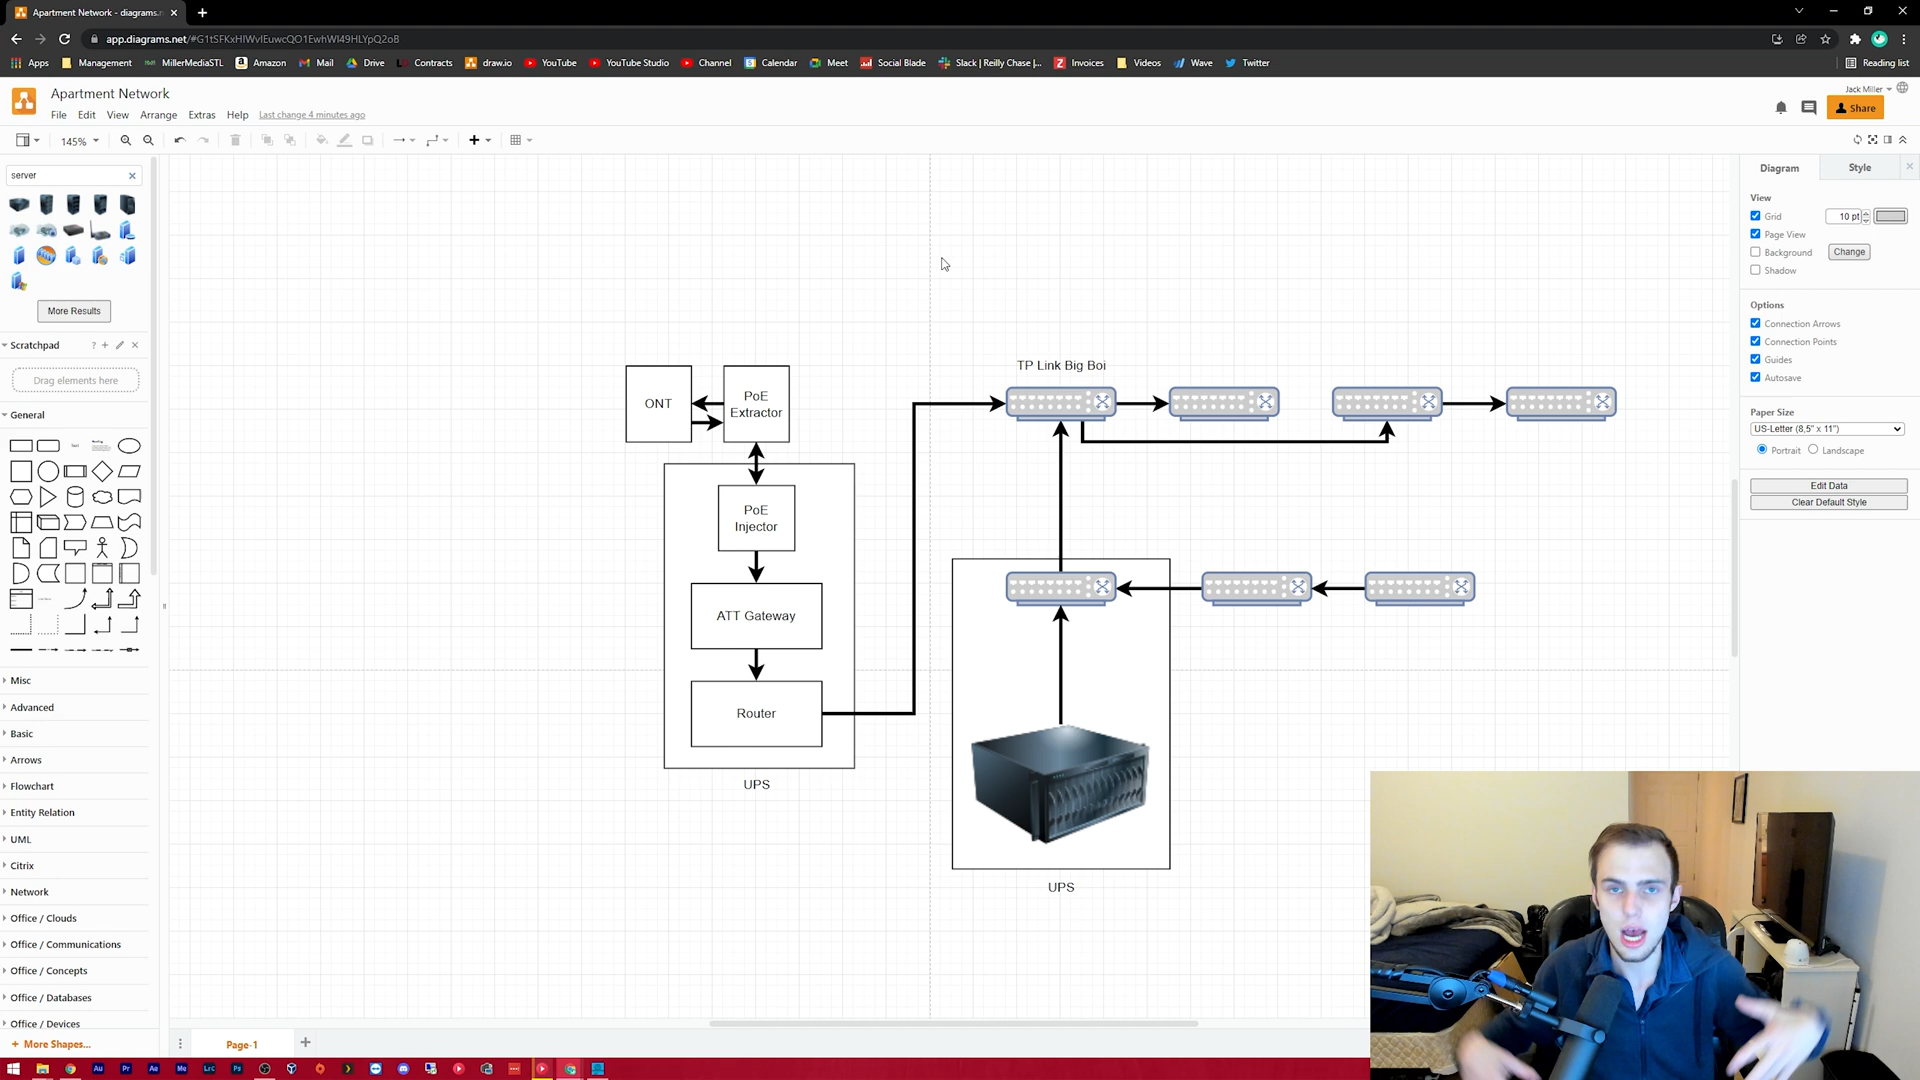 Apartment Network - diagrams.n
app.diagrams.net/#G1tSFKxHIWvIEuwcQO1EwhWI49HLYpQ2oB
Apps
Management
MillerMediaSTL
Amazon
Mail
Drive
Contracts
draw.io
YouTube
YouTube Studio
Channel
Calendar
Meet
Social Blade
Slack | Reilly Chase |...
Invoices
Videos
Wave
Twitter
Reading list
Apartment Network
Jack Miller
File
Edit
View
Arrange
Extras
Help
Last change 4 minutes ago
Share
145%
server
More Results
Scratchpad
Drag elements here
General
Misc
Advanced
Basic
Arrows
Flowchart
Entity Relation
UML
Citrix
Network
Office / Clouds
Office / Communications
Office / Concepts
Office / Databases
Office / Devices
+ More Shapes...
ONT
PoE
Extractor
PoE
Injector
ATT Gateway
Router
UPS
TP Link Big Boi
UPS
Diagram
Style
View
Grid
10 pt
Page View
Background
Change
Shadow
Options
Connection Arrows
Connection Points
Guides
Autosave
Paper Size
US-Letter (8,5" x 11")
Portrait
Landscape
Edit Data
Clear Default Style
Page-1
Au
Pr
Ae
Me
Lrc
Ps